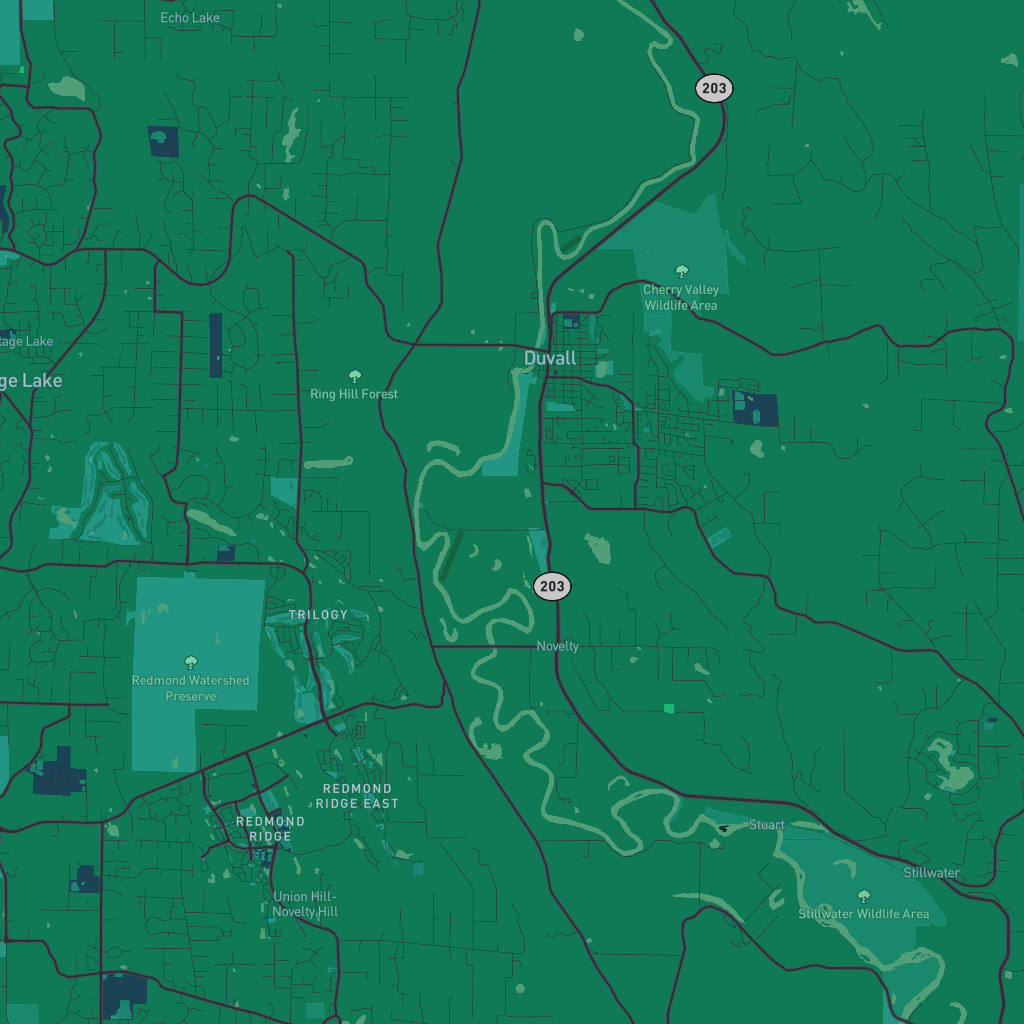 Echo Lake
203
Cherry Valley
Wildlife Area
tage Lake
Duvall
ge Lake
Ring Hill Forest
203
TRILOGY
Novelty
Redmond Watershed
Preserve
REDMOND
RIDGE EAST
REDMOND
RIDGE
Stuart
Stillwater
Union Hill-
Novelty Hill
Stillwater Wildlife Area